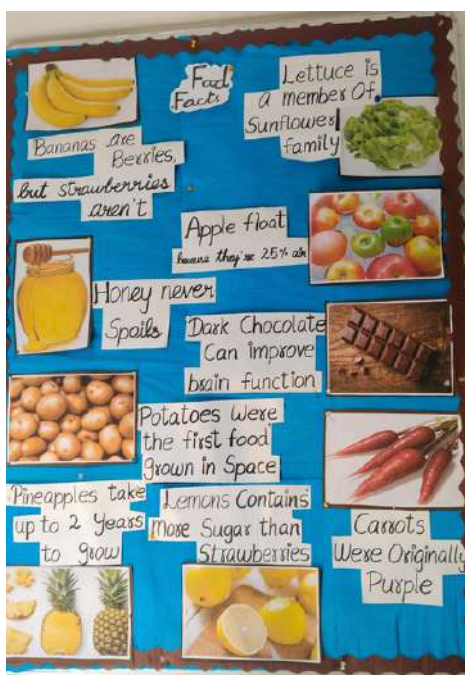 Food
Facts
Lettuce is
a member Of
Sunflower
family
Bananas are
Berries,
but strawberries
aren't
Apple float
because they're 25% air
Honey never
Spoils
Dark Chocolate
Can improve
brain function
Potatoes Were
the first food
grown in Space
Pineapples take
up to 2 Years
to grow
Lemons Contains
More Sugar than
Strawberries
Carrots
Were Originally
Purple